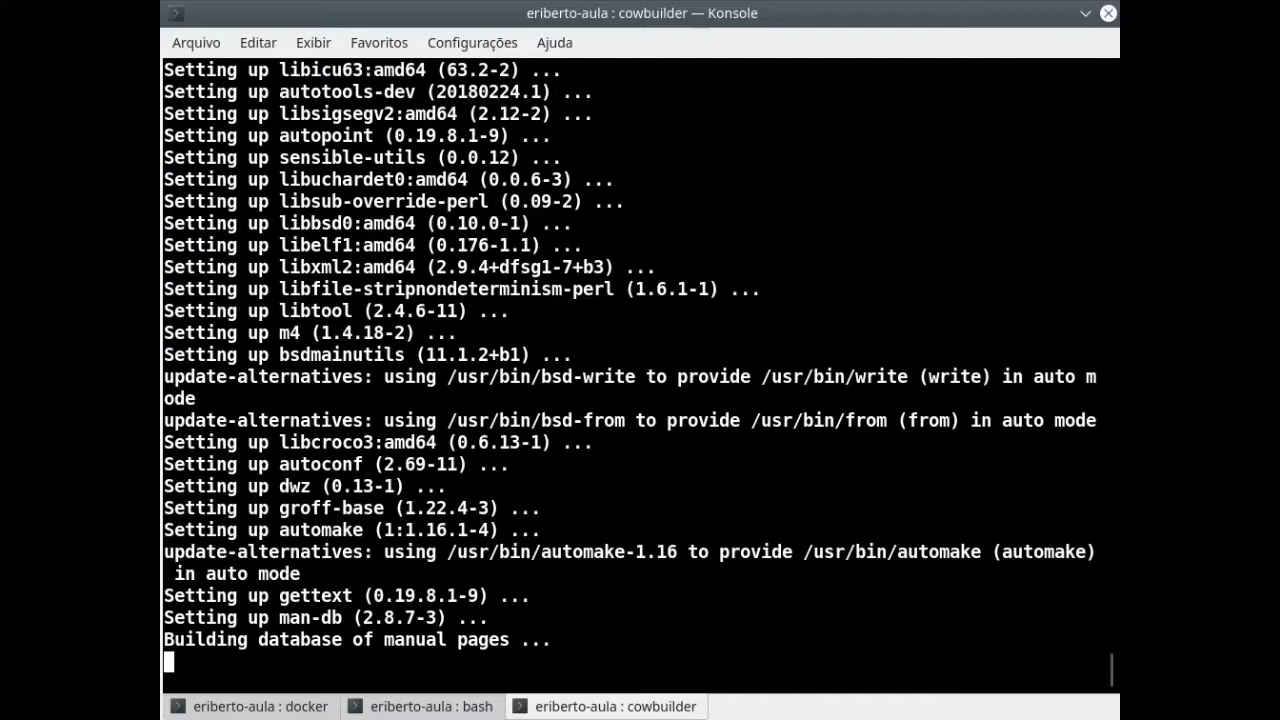 eriberto-aula : cowbuilder — Konsole
Arquivo Editar Exibir Favoritos Configurações Ajuda
Setting up libicu63:amd64 (63.2-2) ...
Setting up autotools-dev (20180224.1) ...
Setting up libsigsegv2:amd64 (2.12-2) ...
Setting up autopoint (0.19.8.1-9) ...
Setting up sensible-utils (0.0.12) ...
Setting up libuchardet0:amd64 (0.0.6-3) ...
Setting up libsub-override-perl (0.09-2) ...
Setting up libbsd0:amd64 (0.10.0-1) ...
Setting up libelf1:amd64 (0.176-1.1) ...
Setting up libxml2:amd64 (2.9.4+dfsg1-7+b3) ...
Setting up libfile-stripnondeterminism-perl (1.6.1-1) ...
Setting up libtool (2.4.6-11) ...
Setting up m4 (1.4.18-2) ...
Setting up bsdmainutils (11.1.2+b1) ...
update-alternatives: using /usr/bin/bsd-write to provide /usr/bin/write (write) in auto m
ode
update-alternatives: using /usr/bin/bsd-from to provide /usr/bin/from (from) in auto mode
Setting up libcroco3:amd64 (0.6.13-1) ...
Setting up autoconf (2.69-11) ...
Setting up dwz (0.13-1) ...
Setting up groff-base (1.22.4-3) ...
Setting up automake (1:1.16.1-4) ...
update-alternatives: using /usr/bin/automake-1.16 to provide /usr/bin/automake (automake)
 in auto mode
Setting up gettext (0.19.8.1-9) ...
Setting up man-db (2.8.7-3) ...
Building database of manual pages ...
eriberto-aula : docker eriberto-aula : bash eriberto-aula : cowbuilder